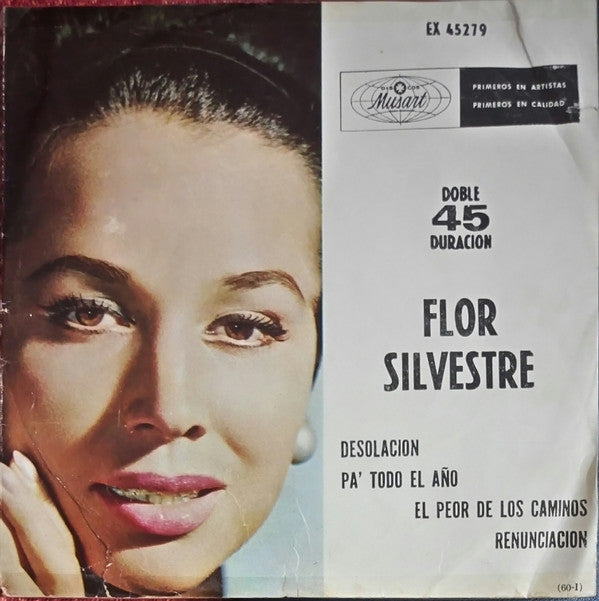 EX 45279
DISCOS
Musart
PRIMEROS EN ARTISTAS
PRIMEROS EN CALIDAD
DOBLE
45
DURACION
FLOR
SILVESTRE
DESOLACION
PA' TODO EL AÑO
EL PEOR DE LOS CAMINOS
RENUNCIACION
(60-I)